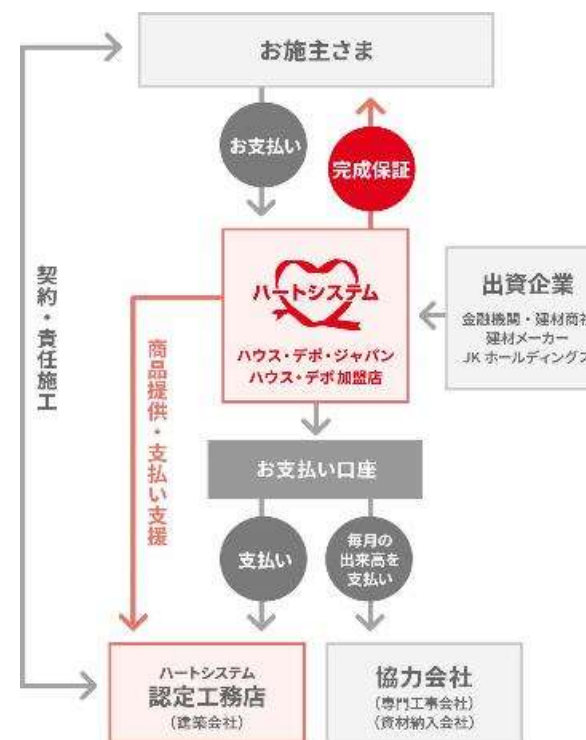 お施主さま
お支払い
完成保証
契約・責任施工
ハートシステム
ハウス・デポ・ジャパン
ハウス・デポ加盟店
出資企業
金融機関・建材商社
建材メーカー
JKホールディングス
商品提供・支払い支援
お支払い口座
支払い
毎月の
出来高を
支払い
ハートシステム
認定工務店
(建築会社)
協力会社
(専門工事会社)
(資材納入会社)